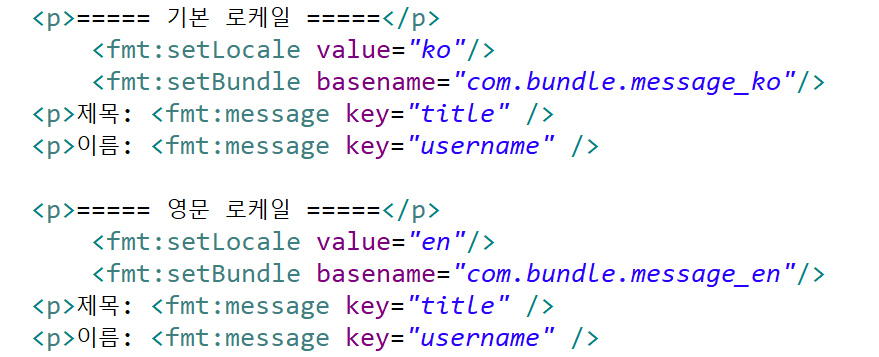 <p>===== 기본 로케일 =====</p>
<fmt:setLocale value="ko"/>
<fmt:setBundle basename="com.bundle.message_ko"/>
<p>제목: <fmt:message key="title" />
<p>이름: <fmt:message key="username" />
<p>===== 영문 로케일 =====</p>
<fmt:setLocale value="en"/>
<fmt:setBundle basename="com.bundle.message_en"/>
<p>제목: <fmt:message key="title" />
<p>이름: <fmt:message key="username" />